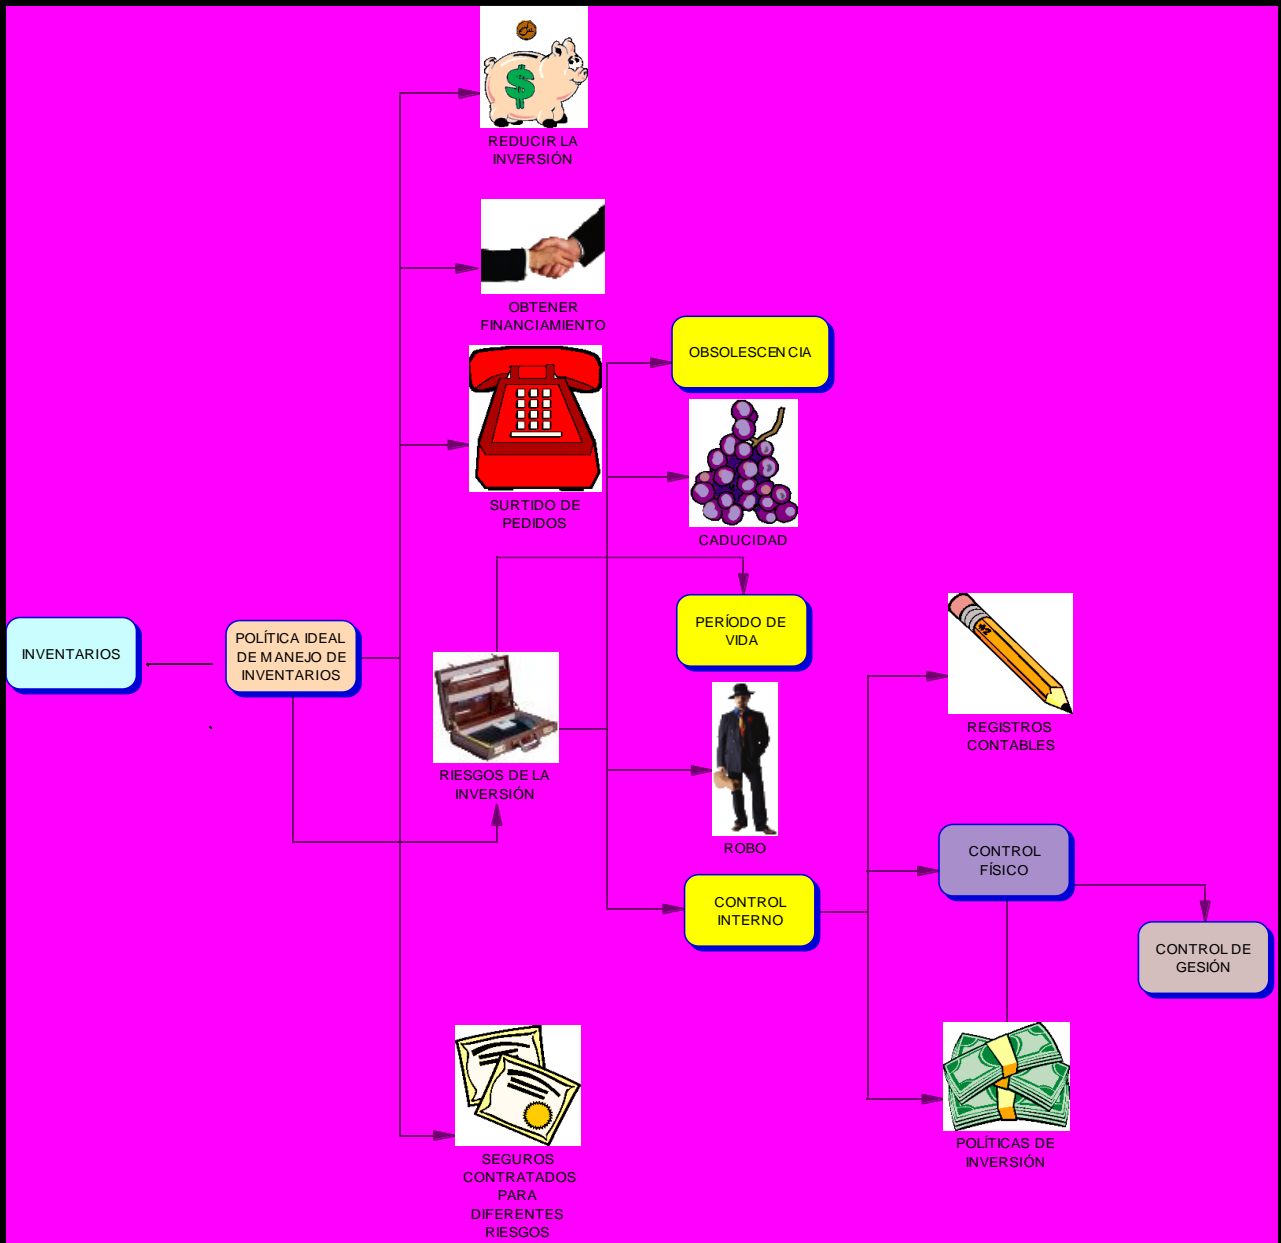 REDUCIR LA
INVERSIÓN
OBTENER
FINANCIAMIENTO
OBSOLESCENCIA
SURTIDO DE
PEDIDOS
CADUCIDAD
INVENTARIOS
POLÍTICA IDEAL
DE MANEJO DE
INVENTARIOS
PERÍODO DE
VIDA
RIESGOS DE LA
INVERSIÓN
REGISTROS
CONTABLES
ROBO
CONTROL
FÍSICO
CONTROL
INTERNO
CONTROL DE
GESIÓN
POLÍTICAS DE
INVERSIÓN
SEGUROS
CONTRATADOS
PARA
DIFERENTES
RIESGOS